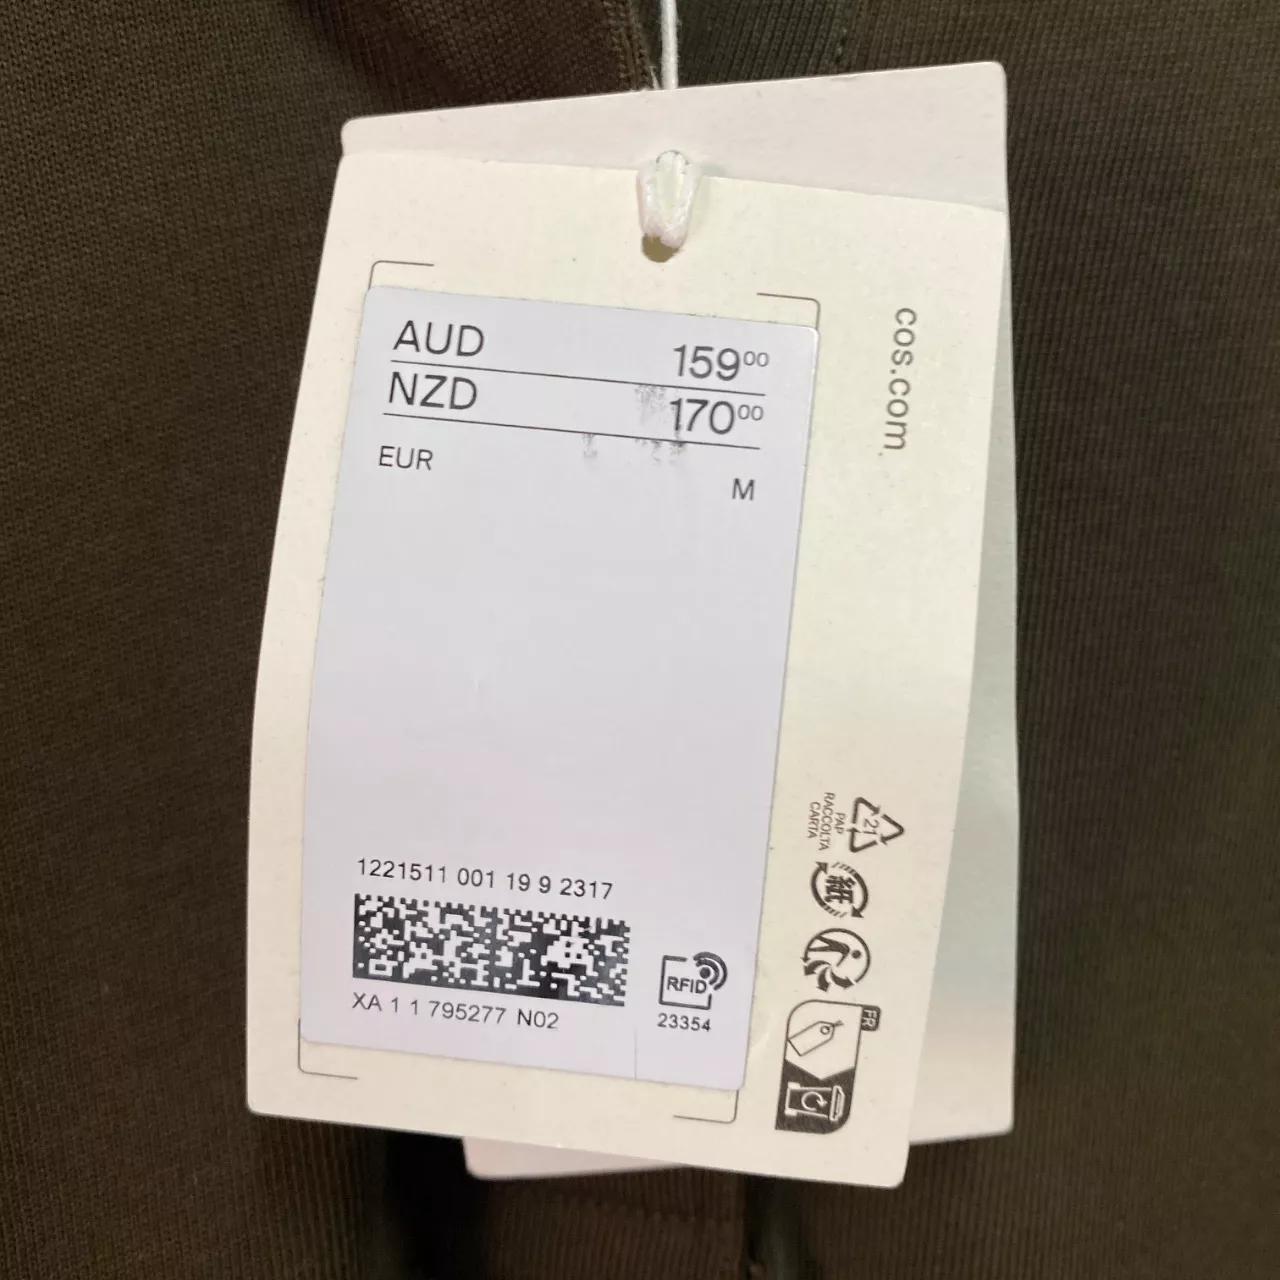 AUD 159⁰⁰
NZD 170⁰⁰
EUR M
1221511 001 19 9 2317
XA 1 1 795277 N02
RFID
23354
cos.com
21
PAP
RACCOLTA
CARTA
紙
FR